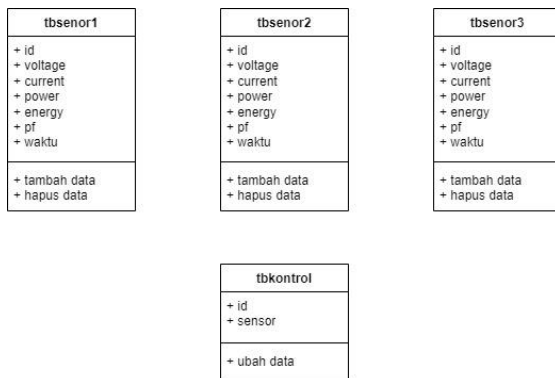 tbsenor1
+ id
+ voltage
+ current
+ power
+ energy
+ pf
+ waktu
+ tambah data
+ hapus data
tbsenor2
+ id
+ voltage
+ current
+ power
+ energy
+ pf
+ waktu
+ tambah data
+ hapus data
tbsenor3
+ id
+ voltage
+ current
+ power
+ energy
+ pf
+ waktu
+ tambah data
+ hapus data
tbkontrol
+ id
+ sensor
+ ubah data